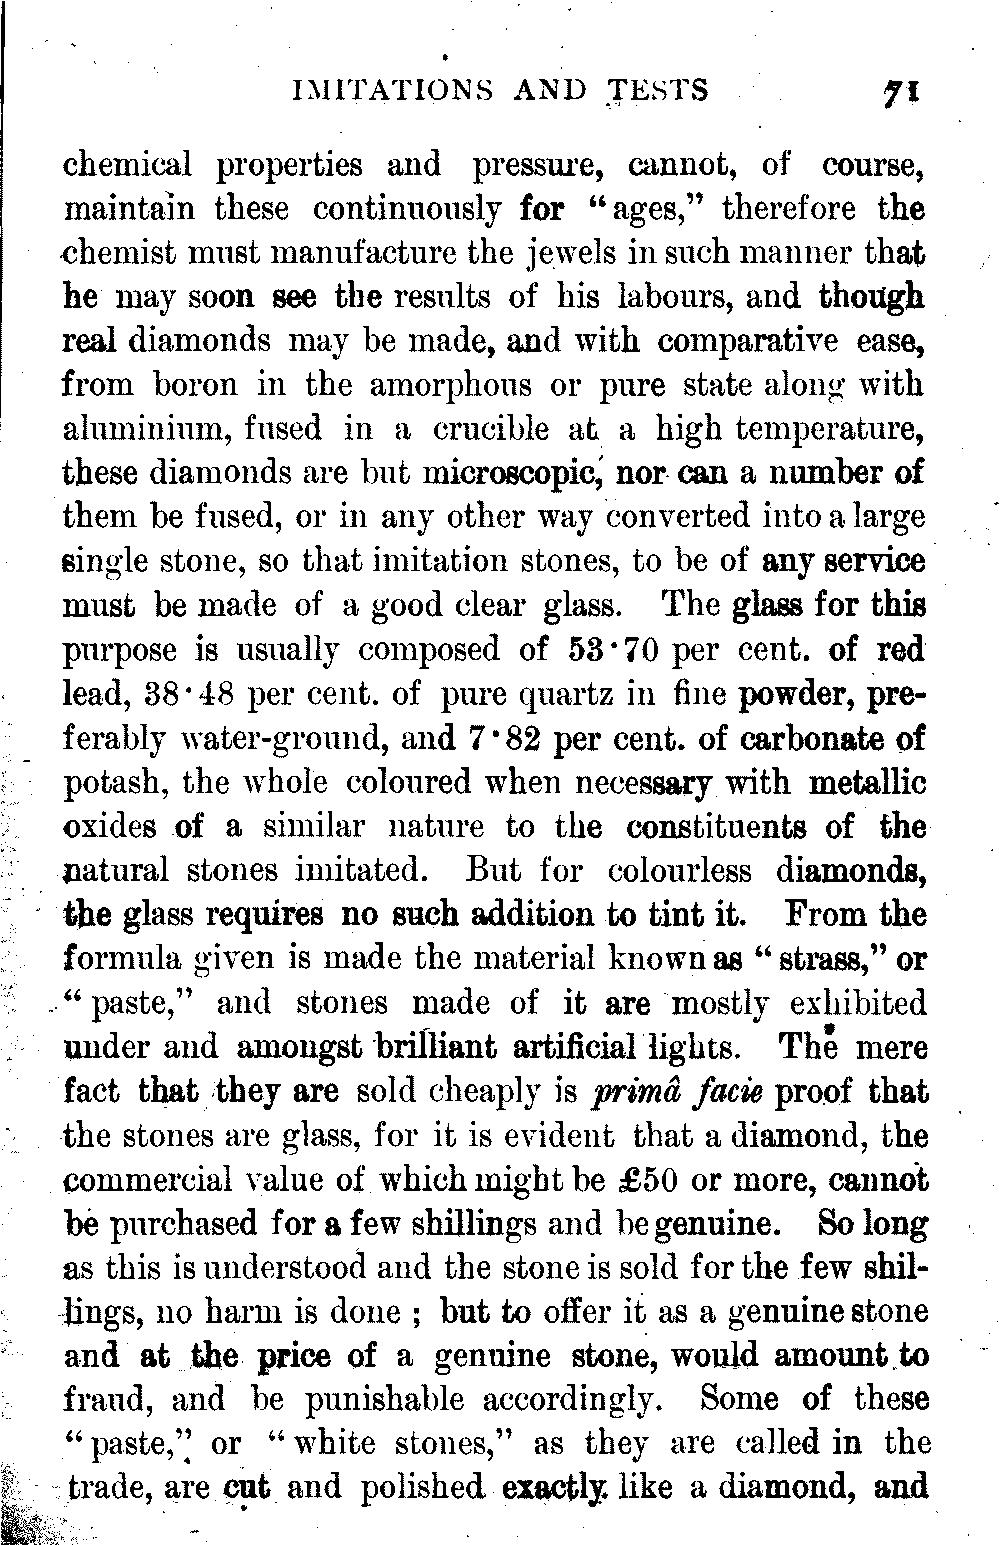 IMITATIONS AND TESTS 71
chemical properties and pressure, cannot, of course,
maintain these continuously for “ages,” therefore the
chemist must manufacture the jewels in such manner that
he may soon see the results of his labours, and though
real diamonds may be made, and with comparative ease,
from boron in the amorphous or pure state along with
aluminium, fused in a crucible at a high temperature,
these diamonds are but microscopic, nor can a number of
them be fused, or in any other way converted into a large
single stone, so that imitation stones, to be of any service
must be made of a good clear glass. The glass for this
purpose is usually composed of 53·70 per cent. of red
lead, 38·48 per cent. of pure quartz in fine powder, pre-
ferably water-ground, and 7·82 per cent. of carbonate of
potash, the whole coloured when necessary with metallic
oxides of a similar nature to the constituents of the
natural stones imitated. But for colourless diamonds,
the glass requires no such addition to tint it. From the
formula given is made the material known as “strass,” or
“paste,” and stones made of it are mostly exhibited
under and amongst brilliant artificial lights. The mere
fact that they are sold cheaply is primâ facie proof that
the stones are glass, for it is evident that a diamond, the
commercial value of which might be £50 or more, cannot
be purchased for a few shillings and be genuine. So long
as this is understood and the stone is sold for the few shil-
lings, no harm is done ; but to offer it as a genuine stone
and at the price of a genuine stone, would amount to
fraud, and be punishable accordingly. Some of these
“paste,” or “white stones,” as they are called in the
trade, are cut and polished exactly like a diamond, and